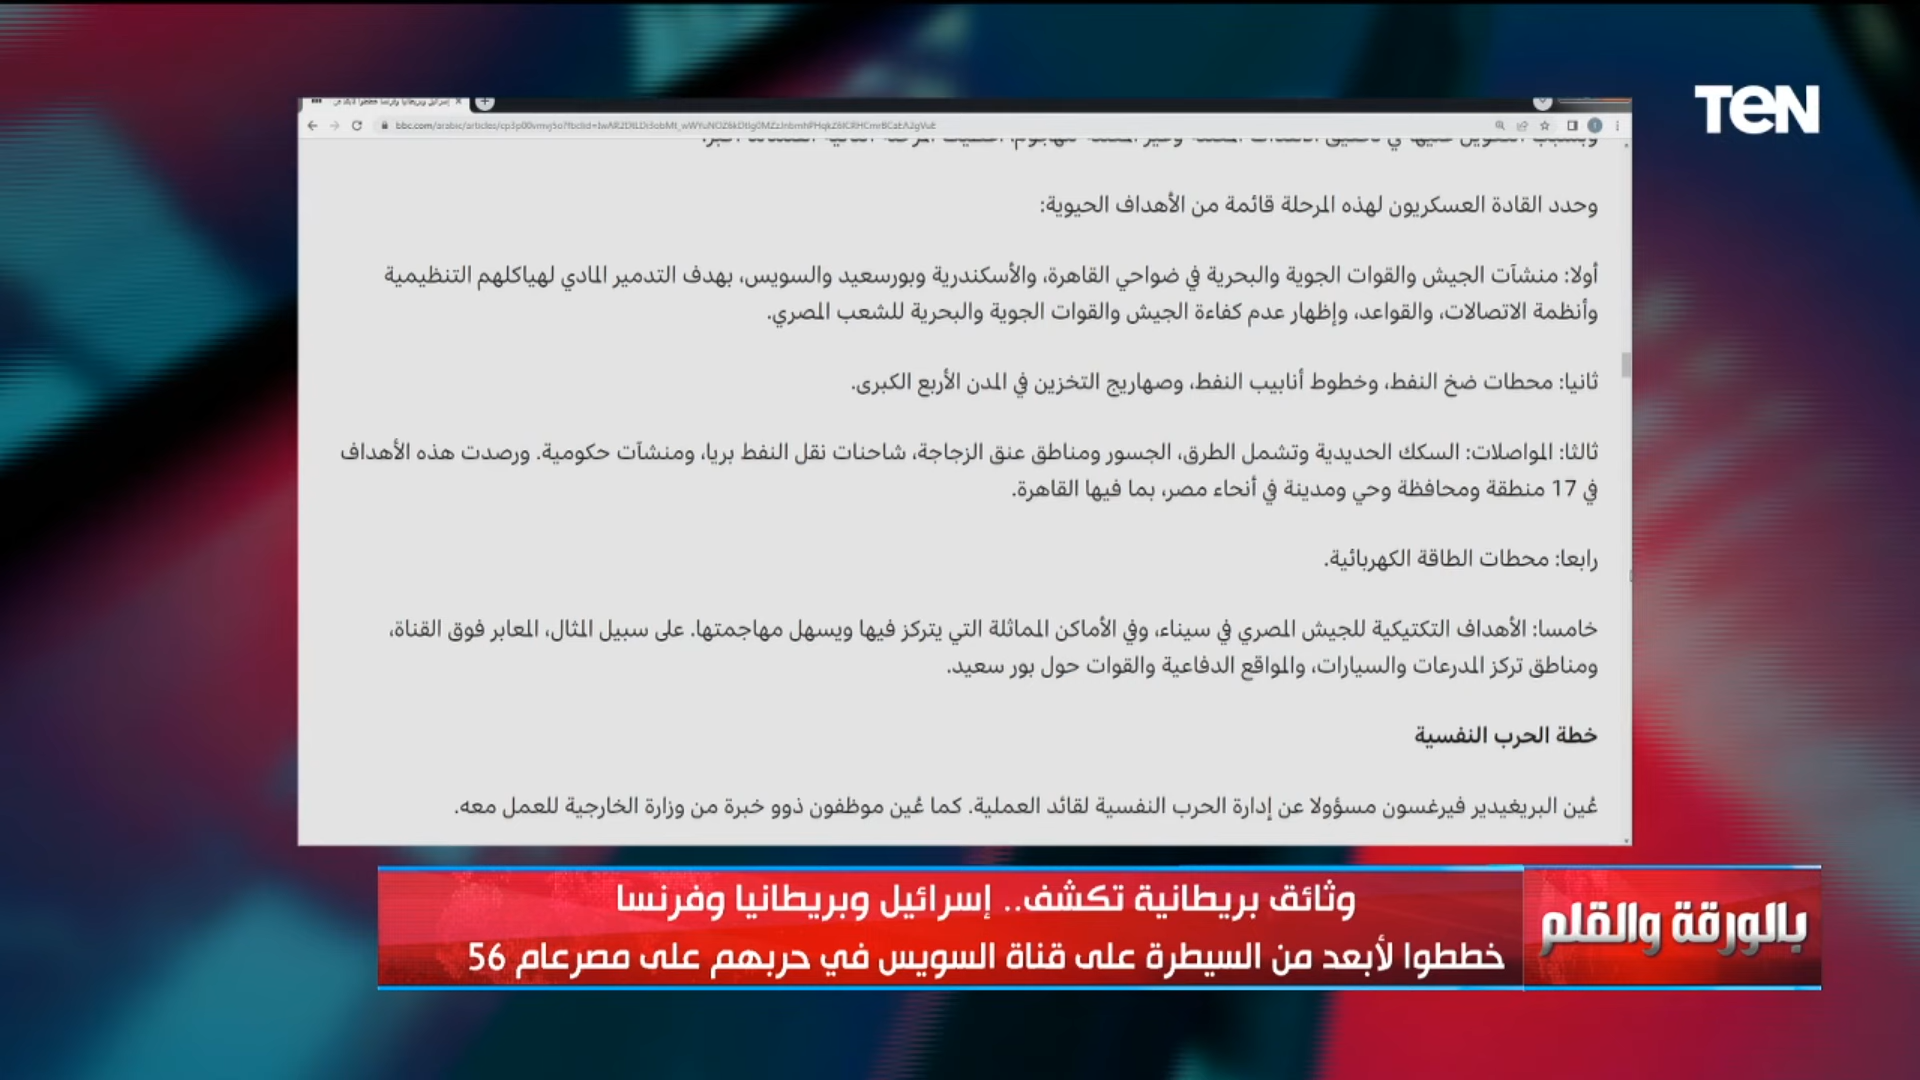 TEN
إسرائيل وبريطانيا وفرنسا خططوا لأبعد من
وحدد القادة العسكريون لهذه المرحلة قائمة من الأهداف الحيوية:
أولا: منشآت الجيش والقوات الجوية والبحرية في ضواحي القاهرة، والأسكندرية وبورسعيد والسويس، بهدف التدمير المادي لهياكلهم التنظيمية
وأنظمة الاتصالات، والقواعد، وإظهار عدم كفاءة الجيش والقوات الجوية والبحرية للشعب المصري.
ثانيا: محطات ضخ النفط، وخطوط أنابيب النفط، وصهاريج التخزين في المدن الأربع الكبرى.
ثالثا: المواصلات: السكك الحديدية وتشمل الطرق، الجسور ومناطق عنق الزجاجة، شاحنات نقل النفط بريا، ومنشآت حكومية. ورصدت هذه الأهداف
في 17 منطقة ومحافظة وحي ومدينة في أنحاء مصر، بما فيها القاهرة.
رابعا: محطات الطاقة الكهربائية.
خامسا: الأهداف التكتيكية للجيش المصري في سيناء، وفي الأماكن المماثلة التي يتركز فيها ويسهل مهاجمتها. على سبيل المثال، المعابر فوق القناة،
ومناطق تركز المدرعات والسيارات، والمواقع الدفاعية والقوات حول بور سعيد.
خطة الحرب النفسية
عُين البريغيدير فيرغسون مسؤولا عن إدارة الحرب النفسية لقائد العملية. كما عُين موظفون ذوو خبرة من وزارة الخارجية للعمل معه.
بالورقة والقلم
وثائق بريطانية تكشف.. إسرائيل وبريطانيا وفرنسا
خططوا لأبعد من السيطرة على قناة السويس في حربهم على مصر عام 56